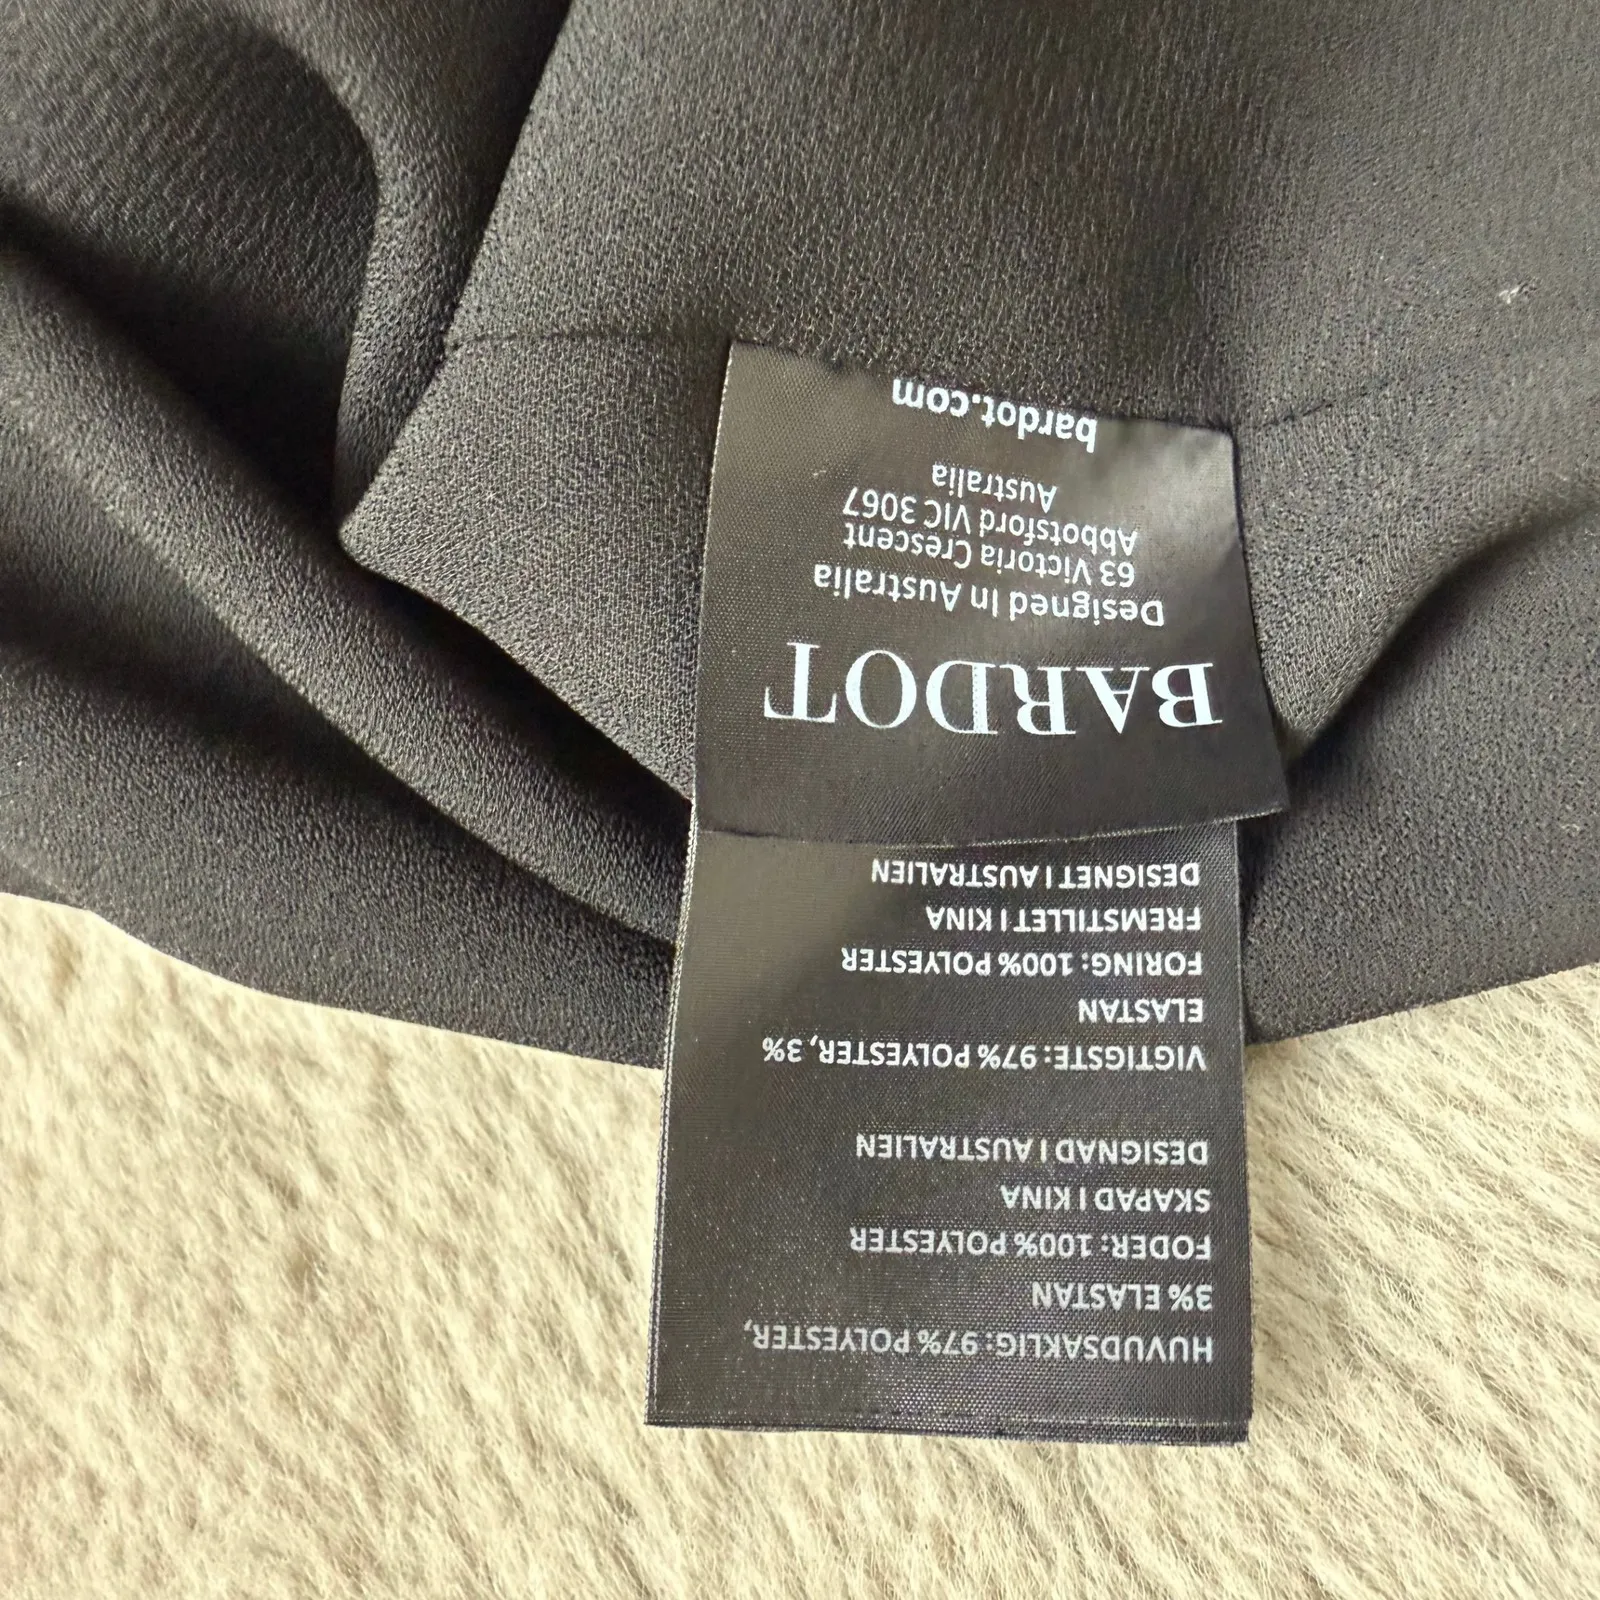 BARDOT
Designed In Australia
63 Victoria Crescent
Abbotsford VIC 3067
Australia
bardot.com
HUVUDSAKLIG: 97% POLYESTER,
3% ELASTAN
FODER: 100% POLYESTER
SKAPAD I KINA
DESIGNAD I AUSTRALIEN
VIGTIGSTE: 97% POLYESTER, 3%
ELASTAN
FORING: 100% POLYESTER
FREMSTILLET I KINA
DESIGNET I AUSTRALIEN